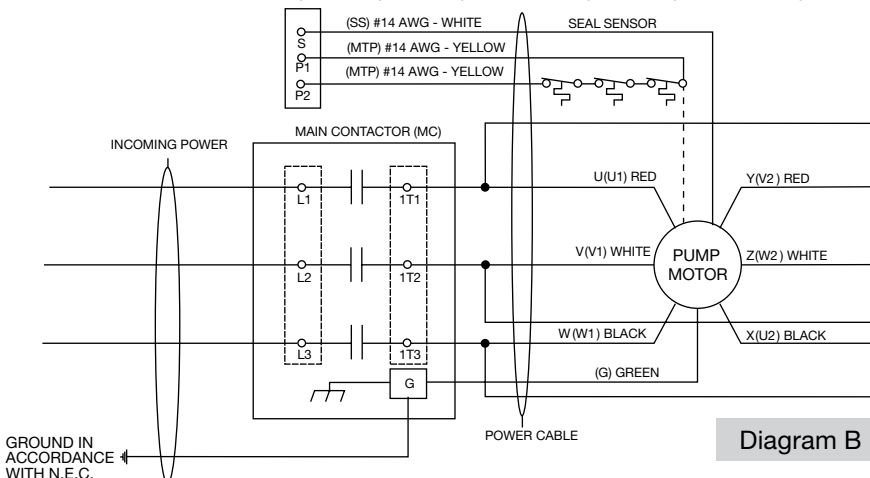 (SS) #14 AWG - WHITE
SEAL SENSOR
S
(MTP) #14 AWG - YELLOW
P1
(MTP) #14 AWG - YELLOW
P2
MAIN CONTACTOR (MC)
INCOMING POWER
U(U1) RED
Y(V2 ) RED
L1
1T1
V(V1) WHITE
PUMP
MOTOR
Z(W2) WHITE
L2
1T2
W (W1) BLACK
X(U2) BLACK
L3
1T3
G
(G) GREEN
POWER CABLE
GROUND IN
ACCORDANCE
WITH N.E.C.
Diagram B